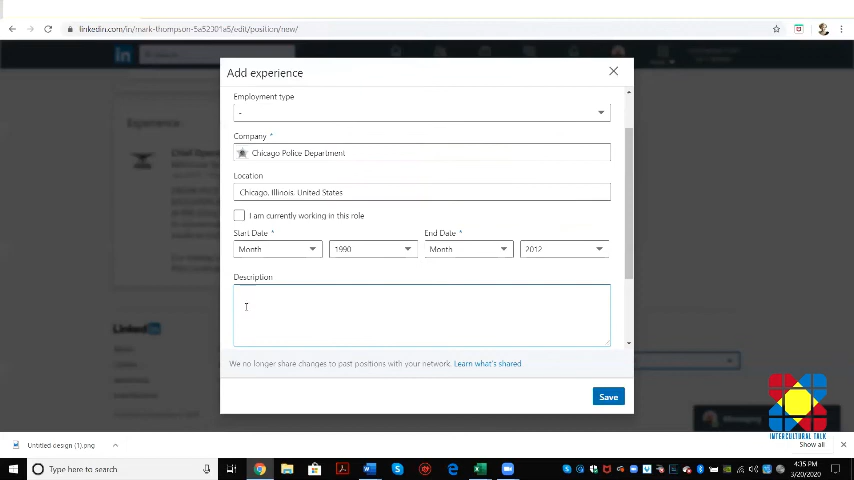 linkedin.com/in/mark-thompson-5a52301a5/edit/position/new/
Add experience
Employment type
-
Company *
Chicago Police Department
Location
Chicago, Illinois, United States
I am currently working in this role
Start Date *
End Date *
Month
1990
Month
2012
Description
We no longer share changes to past positions with your network. Learn what's shared
Save
Experience
Linkedin
Messaging
INTERCULTURAL TALK
Untitled design (1).png
Show all
Type here to search
4:35 PM
3/20/2020